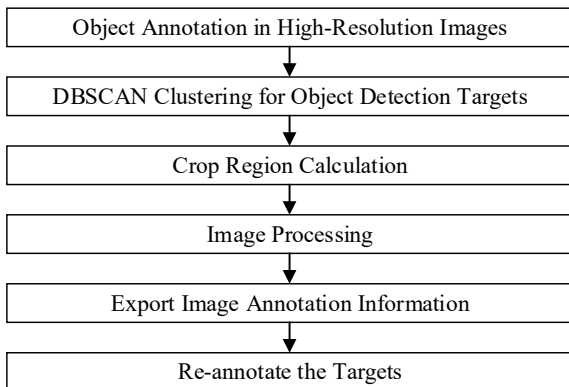 Object Annotation in High-Resolution Images
DBSCAN Clustering for Object Detection Targets
Crop Region Calculation
Image Processing
Export Image Annotation Information
Re-annotate the Targets